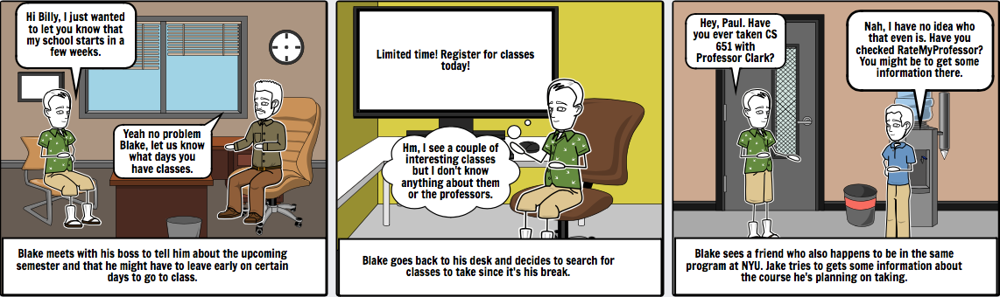 Hi Billy, I just wanted
to let you know that
my school starts in a
few weeks.
Yeah no problem
Blake, let us know
what days you
have classes.
Blake meets with his boss to tell him about the upcoming
semester and that he might have to leave early on certain
days to go to class.
Limited time! Register for classes
today!
Hm, I see a couple of
interesting classes
but I don't know
anything about them
or the professors.
Blake goes back to his desk and decides to search for
classes to take since it's his break.
Hey, Paul. Have
you ever taken CS
651 with
Professor Clark?
Nah, I have no idea who
that even is. Have you
checked RateMyProfessor?
You might be to get some
information there.
Blake sees a friend who also happens to be in the same
program at NYU. Jake tries to gets some information about
the course he's planning on taking.